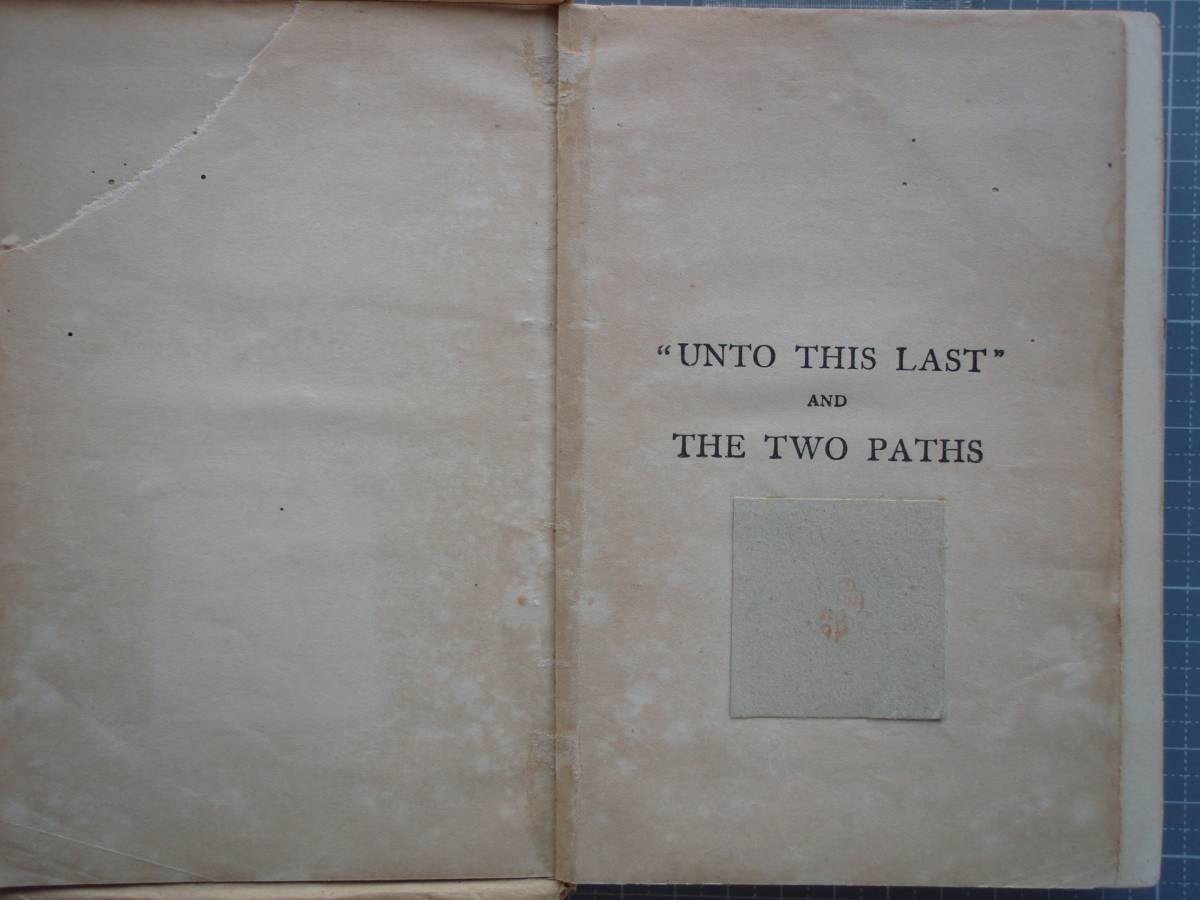 “UNTO THIS LAST”
AND
THE TWO PATHS